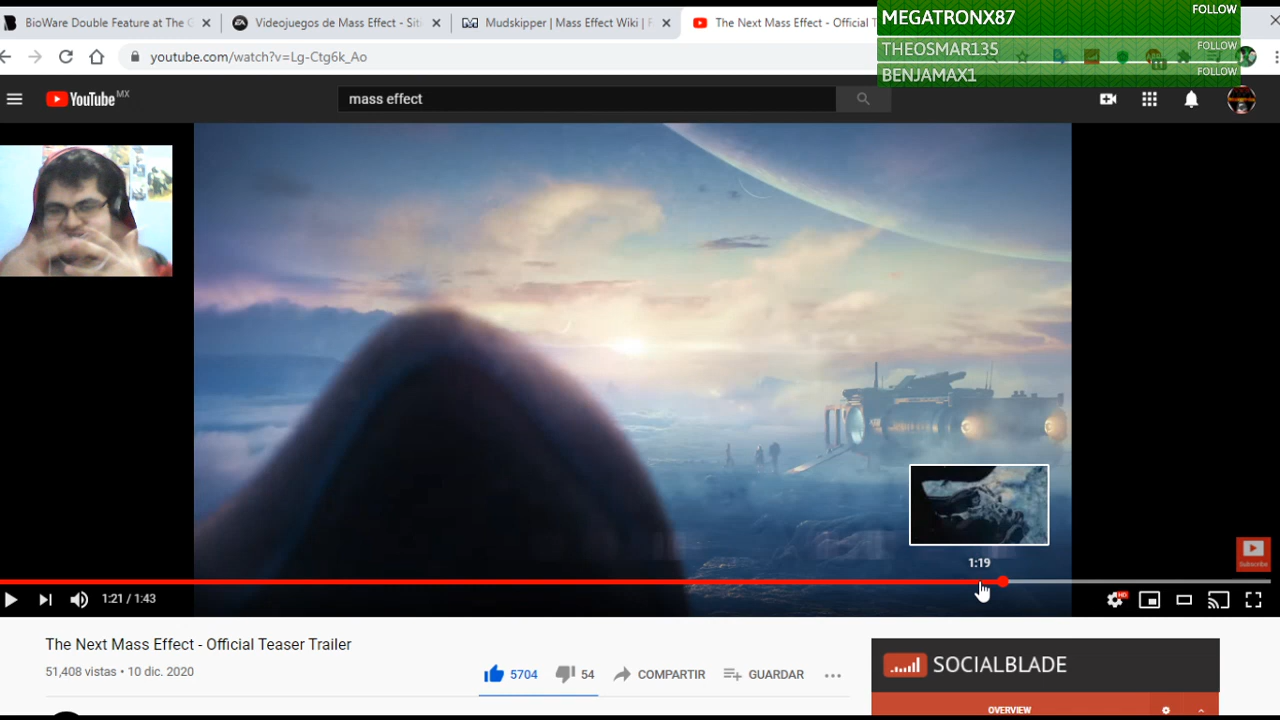 BioWare Double Feature at The G
Videojuegos de Mass Effect - Siti
Mudskipper | Mass Effect Wiki | F
The Next Mass Effect - Official T
MEGATRONX87 FOLLOW
THEOSMAR135 FOLLOW
BENJAMAX1 FOLLOW
youtube.com/watch?v=Lg-Ctg6k_Ao
YouTube MX
mass effect
1:19
Subscribe
1:21 / 1:43
HD
The Next Mass Effect - Official Teaser Trailer
51,408 vistas • 10 dic. 2020
5704
54
COMPARTIR
GUARDAR
SOCIALBLADE
OVERVIEW